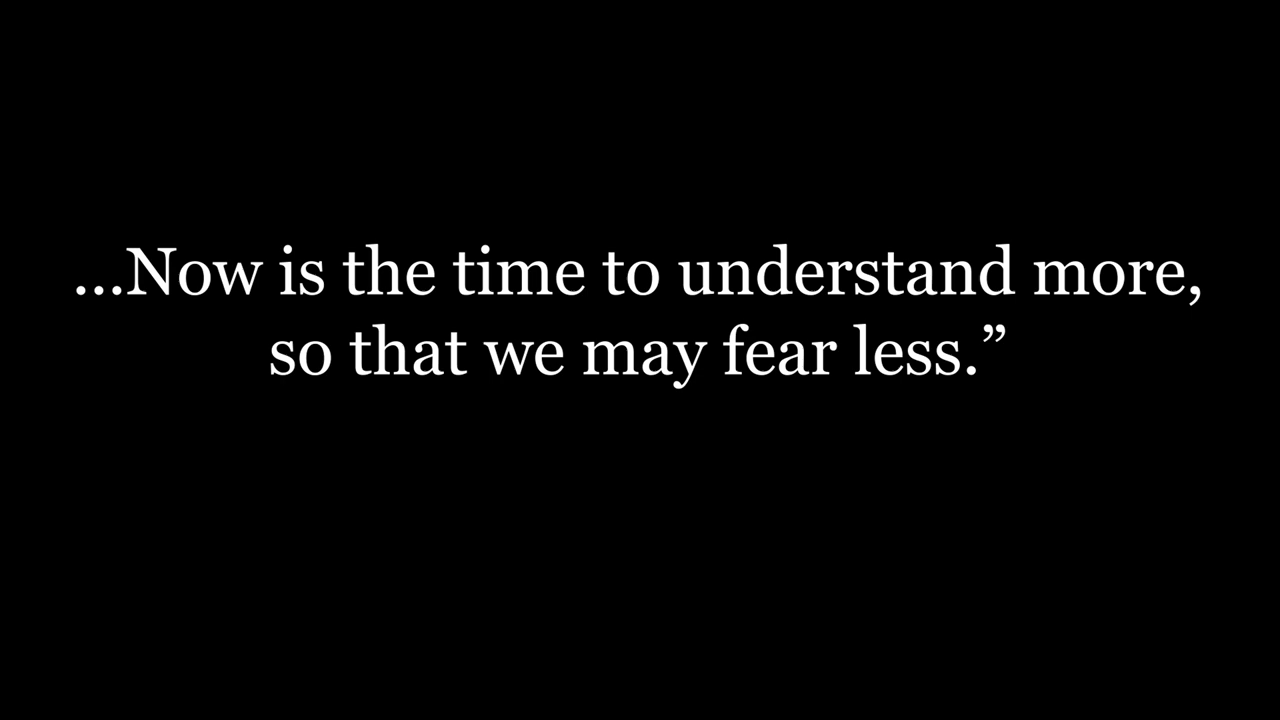 ...Now is the time to understand more,
so that we may fear less.”